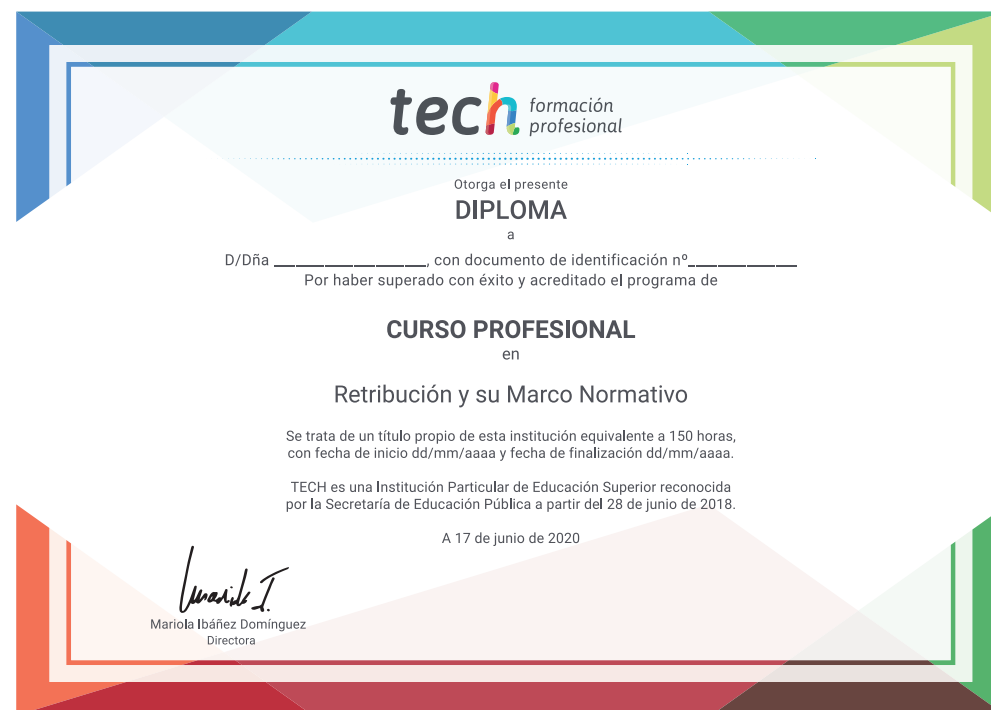 tech formación
profesional
Otorga el presente
DIPLOMA
a
D/Dña ____________________, con documento de identificación nº______________
Por haber superado con éxito y acreditado el programa de
CURSO PROFESIONAL
en
Retribución y su Marco Normativo
Se trata de un título propio de esta institución equivalente a 150 horas,
con fecha de inicio dd/mm/aaaa y fecha de finalización dd/mm/aaaa.
TECH es una Institución Particular de Educación Superior reconocida
por la Secretaría de Educación Pública a partir del 28 de junio de 2018.
A 17 de junio de 2020
Mariola Ibáñez Domínguez
Directora